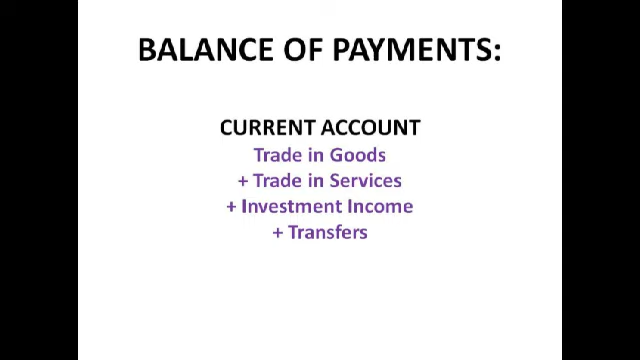 BALANCE OF PAYMENTS:
CURRENT ACCOUNT
Trade in Goods
+ Trade in Services
+ Investment Income
+ Transfers